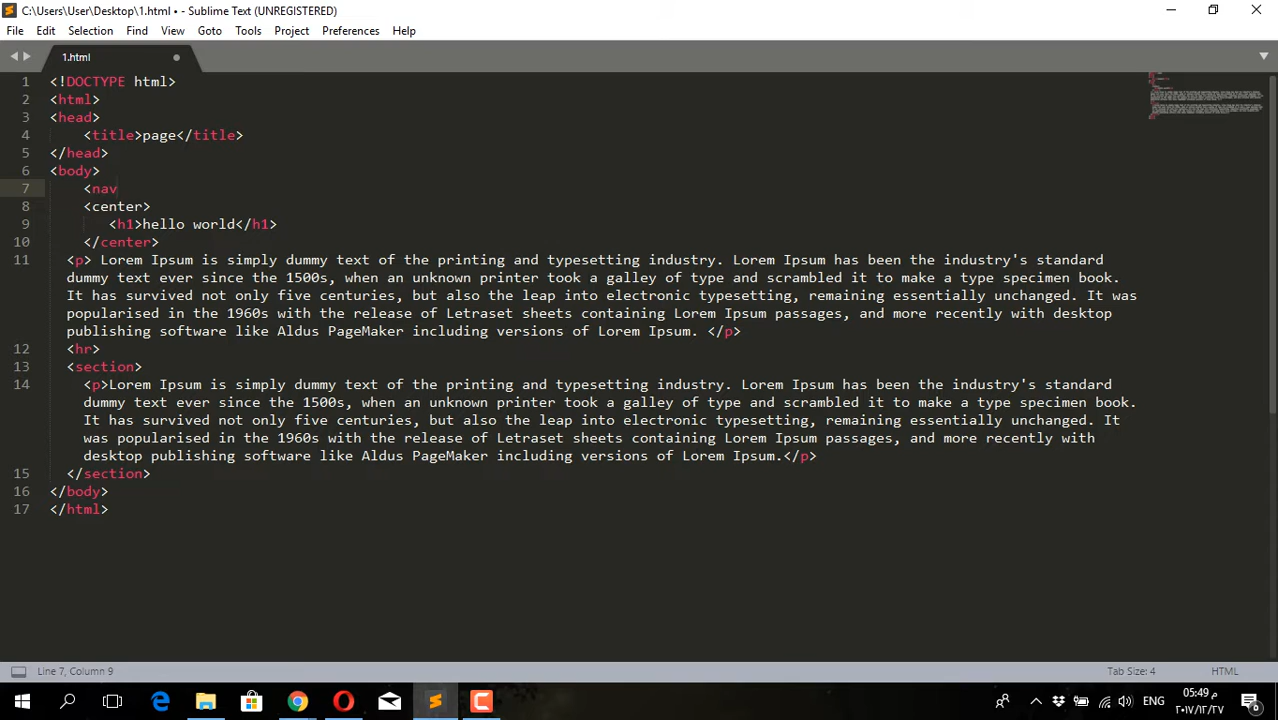 C:\Users\User\Desktop\1.html • - Sublime Text (UNREGISTERED)
File Edit Selection Find View Goto Tools Project Preferences Help
1.html
1 <!DOCTYPE html>
2 <html>
3 <head>
4 <title>page</title>
5 </head>
6 <body>
7 <nav
8 <center>
9 <h1>hello world</h1>
10 </center>
11 <p> Lorem Ipsum is simply dummy text of the printing and typesetting industry. Lorem Ipsum has been the industry's standard
dummy text ever since the 1500s, when an unknown printer took a galley of type and scrambled it to make a type specimen book.
It has survived not only five centuries, but also the leap into electronic typesetting, remaining essentially unchanged. It was
popularised in the 1960s with the release of Letraset sheets containing Lorem Ipsum passages, and more recently with desktop
publishing software like Aldus PageMaker including versions of Lorem Ipsum. </p>
12 <hr>
13 <section>
14 <p>Lorem Ipsum is simply dummy text of the printing and typesetting industry. Lorem Ipsum has been the industry's standard
dummy text ever since the 1500s, when an unknown printer took a galley of type and scrambled it to make a type specimen book.
It has survived not only five centuries, but also the leap into electronic typesetting, remaining essentially unchanged. It
was popularised in the 1960s with the release of Letraset sheets containing Lorem Ipsum passages, and more recently with
desktop publishing software like Aldus PageMaker including versions of Lorem Ipsum.</p>
15 </section>
16 </body>
17 </html>
Line 7, Column 9 Tab Size: 4 HTML
ENG 05:49 م
٢٠١٧/١٢/٢٧